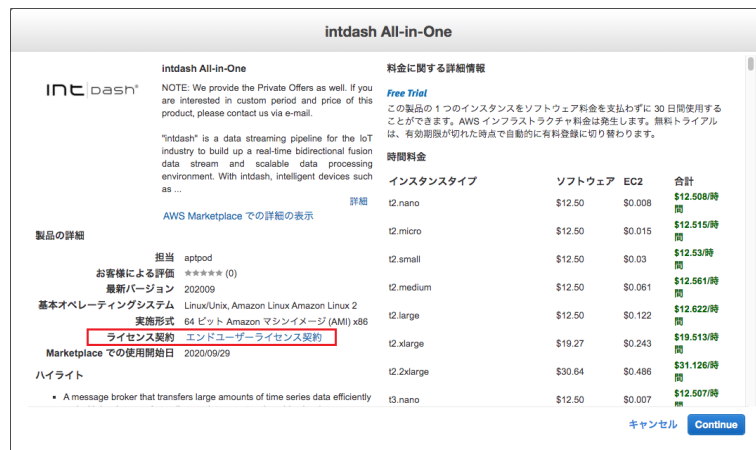 intdash All-in-One
intdash
intdash All-in-One
NOTE: We provide the Private Offers as well. If you
are interested in custom period and price of this
product, please contact us via e-mail.
"intdash" is a data streaming pipeline for the IoT
industry to build up a real-time bidirectional fusion
data stream and scalable data processing
environment. With intdash, intelligent devices such
as ...
詳細
AWS Marketplace での詳細の表示
製品の詳細
担当 aptpod
お客様による評価 ★★★★★ (0)
最新バージョン 202009
基本オペレーティングシステム Linux/Unix, Amazon Linux Amazon Linux 2
実施形式 64 ビット Amazon マシンイメージ (AMI) x86
ライセンス契約 エンドユーザーライセンス契約
Marketplace での使用開始日 2020/09/29
ハイライト
• A message broker that transfers large amounts of time series data efficiently
料金に関する詳細情報
Free Trial
この製品の 1 つのインスタンスをソフトウェア料金を支払わずに 30 日間使用する
ことができます。AWS インフラストラクチャ料金は発生します。無料トライアル
は、有効期限が切れた時点で自動的に有料登録に切り替わります。
時間料金
インスタンスタイプ ソフトウェア EC2 合計
t2.nano $12.50 $0.008 $12.508/時
間
t2.micro $12.50 $0.015 $12.515/時
間
t2.small $12.50 $0.03 $12.53/時
間
t2.medium $12.50 $0.061 $12.561/時
間
t2.large $12.50 $0.122 $12.622/時
間
t2.xlarge $19.27 $0.243 $19.513/時
間
t2.2xlarge $30.64 $0.486 $31.126/時
間
t3.nano $12.50 $0.007 $12.507/時
キャンセル Continue